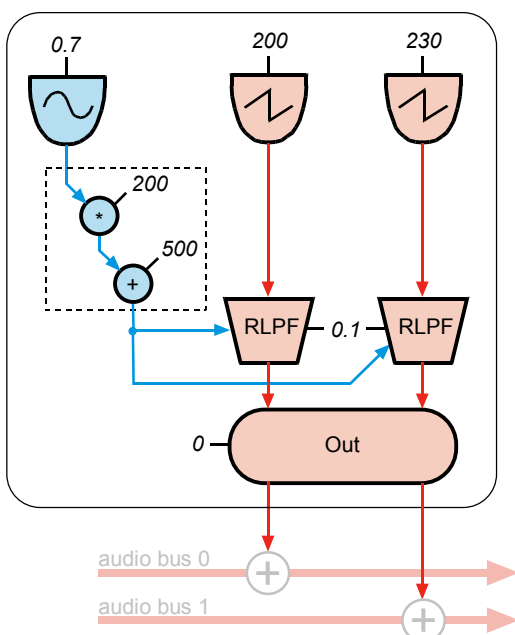 0.7 200 230
* 200
+ 500
RLPF 0.1 RLPF
0 Out
audio bus 0 +
audio bus 1 +